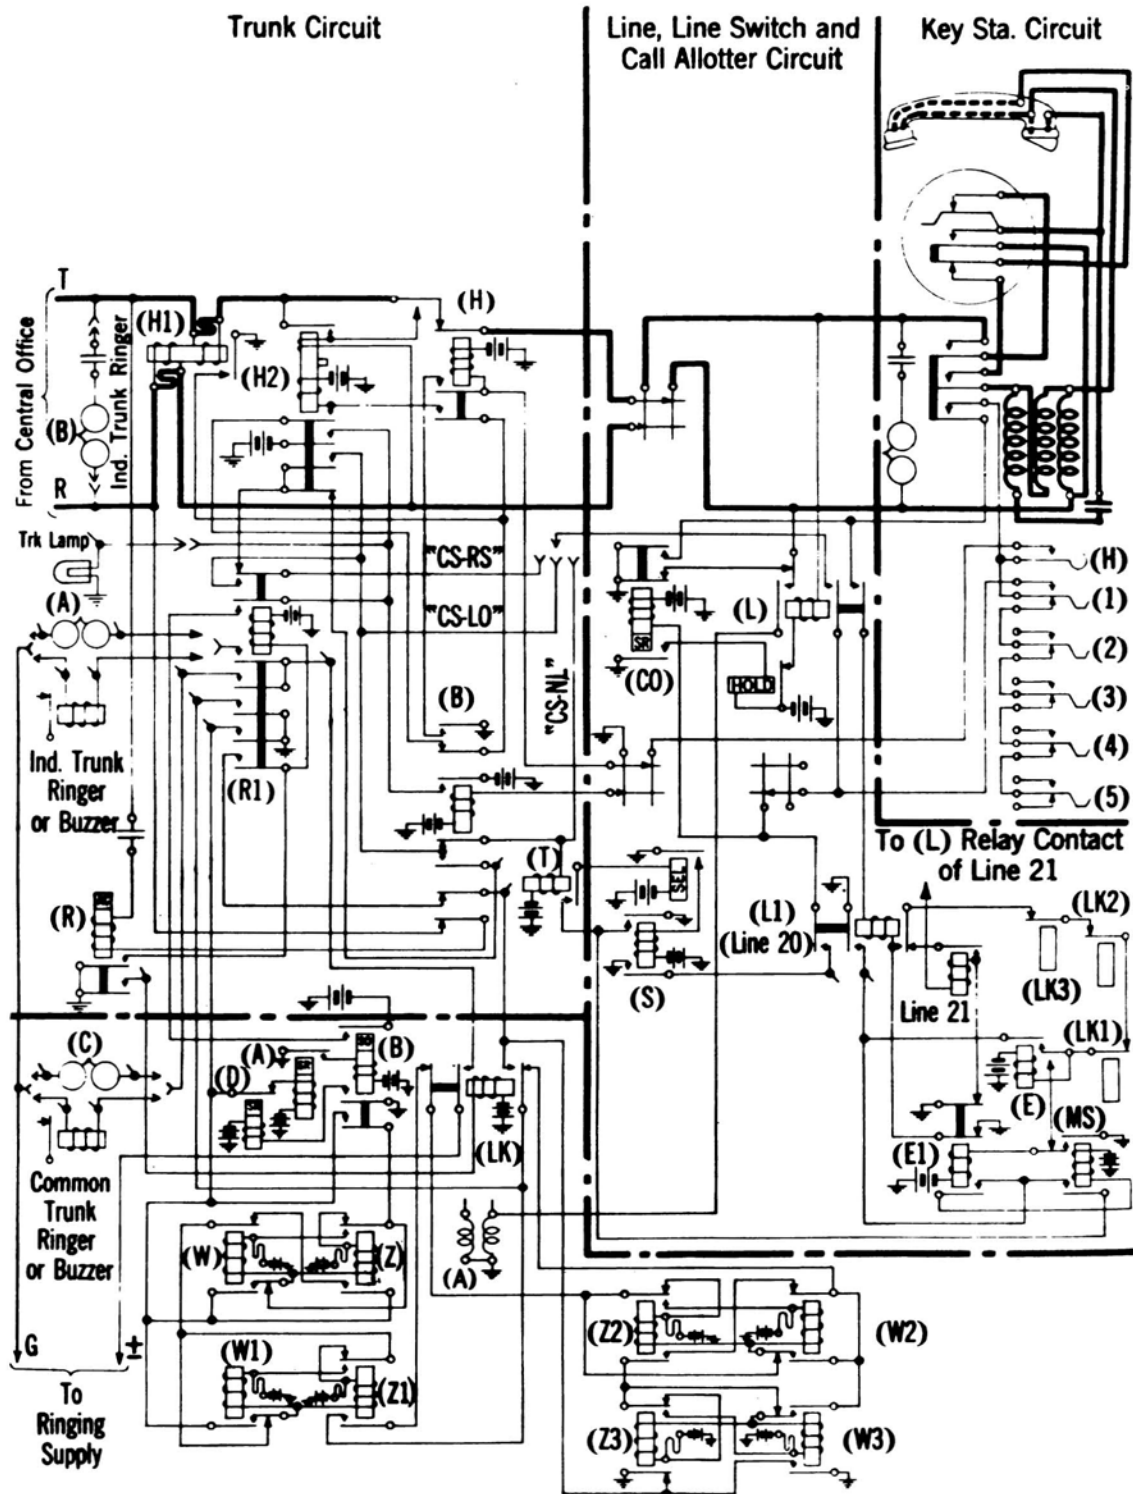 Trunk Circuit
Line, Line Switch and
Call Allotter Circuit
Key Sta. Circuit
From Central Office
T
(B)
Ind. Trunk Ringer
R
(H1)
(H2)
(H)
Trk Lamp
(A)
"CS-RS"
"CS-LO"
"CS-NL"
(B)
Ind. Trunk
Ringer
or Buzzer
(R1)
(R)
(T)
SR
(CO)
(L)
HOLD
(H)
(1)
(2)
(3)
(4)
(5)
To (L) Relay Contact
of Line 21
SEL
(S)
(L1)
(Line 20)
Line 21
(LK2)
(LK3)
(LK1)
(E)
(MS)
(E1)
(C)
(A)
(D)
(B)
(LK)
Common
Trunk
Ringer
or Buzzer
(W)
(Z)
(A)
(W1)
(Z1)
(Z2)
(W2)
(Z3)
(W3)
G
±
To
Ringing
Supply